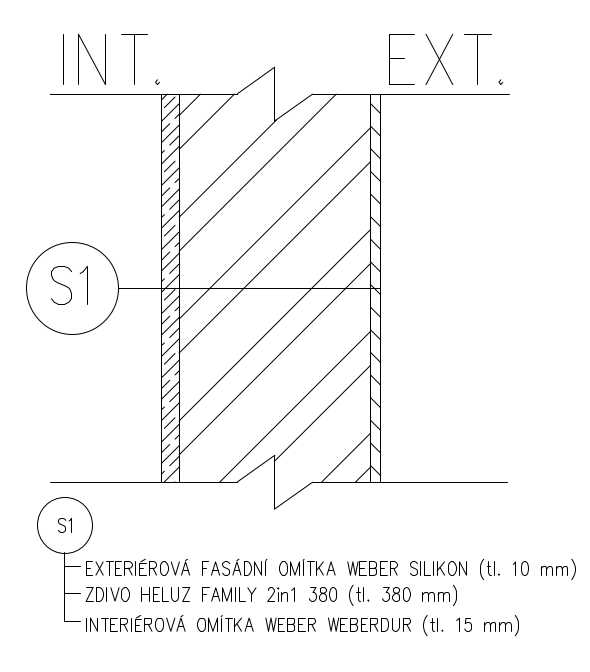 INT.
EXT.
S1
S1
EXTERIÉROVÁ FASÁDNÍ OMÍTKA WEBER SILIKON (tl. 10 mm)
ZDIVO HELUZ FAMILY 2in1 380 (tl. 380 mm)
INTERIÉROVÁ OMÍTKA WEBER WEBERDUR (tl. 15 mm)